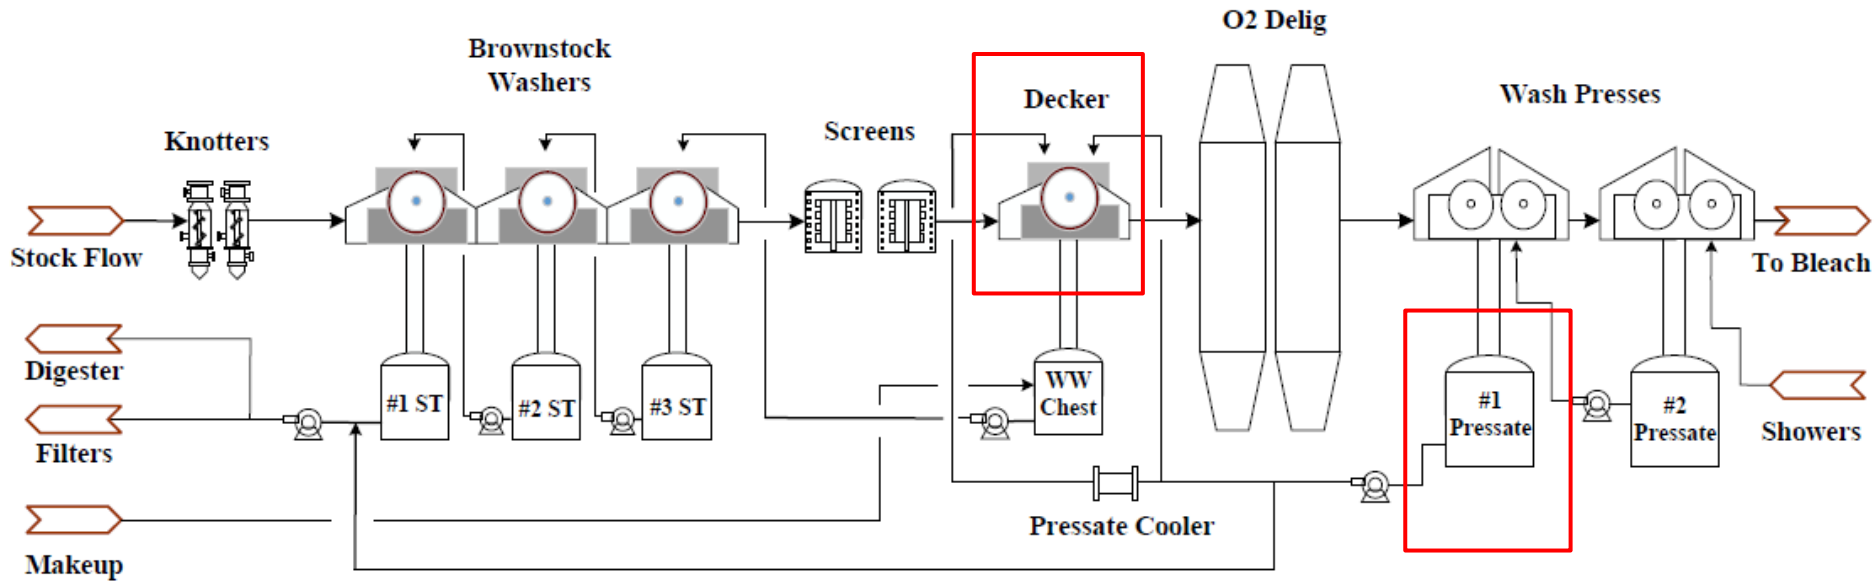 O2 Delig
Brownstock
Washers
Decker
Wash Presses
Screens
Knotters
Stock Flow
To Bleach
Digester
#1 ST
#2 ST
#3 ST
WW
Chest
#1
Pressate
#2
Pressate
Showers
Filters
Pressate Cooler
Makeup